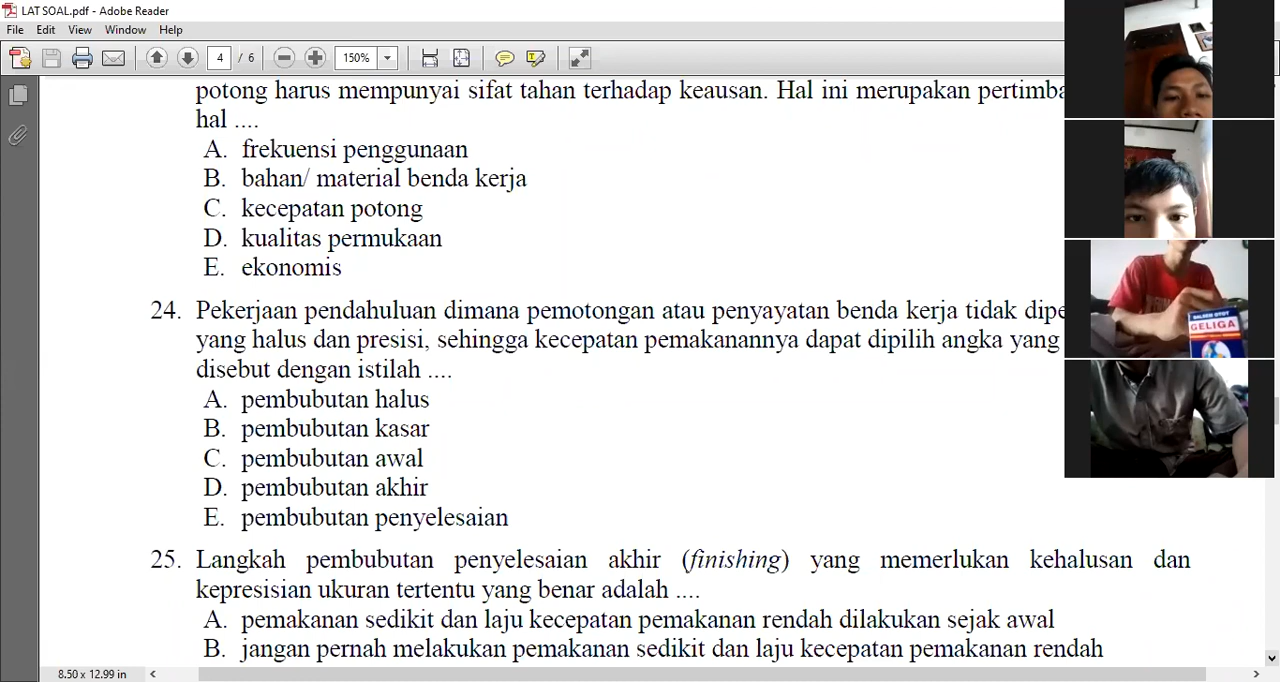 LAT SOAL.pdf - Adobe Reader
File Edit View Window Help
4 / 6 150%
potong harus mempunyai sifat tahan terhadap keausan. Hal ini merupakan
hal ....
A. frekuensi penggunaan
B. bahan/ material benda kerja
C. kecepatan potong
D. kualitas permukaan
E. ekonomis
24. Pekerjaan pendahuluan dimana pemotongan atau penyayatan benda kerja tidak
yang halus dan presisi, sehingga kecepatan pemakanannya dapat dipilih angka yang
disebut dengan istilah ....
A. pembubutan halus
B. pembubutan kasar
C. pembubutan awal
D. pembubutan akhir
E. pembubutan penyelesaian
25. Langkah pembubutan penyelesaian akhir (finishing) yang memerlukan kehalusan dan
kepresisian ukuran tertentu yang benar adalah ....
A. pemakanan sedikit dan laju kecepatan pemakanan rendah dilakukan sejak awal
B. jangan pernah melakukan pemakanan sedikit dan laju kecepatan pemakanan rendah
8.50 x 12.99 in
BALSEM OTOT
GELIGA